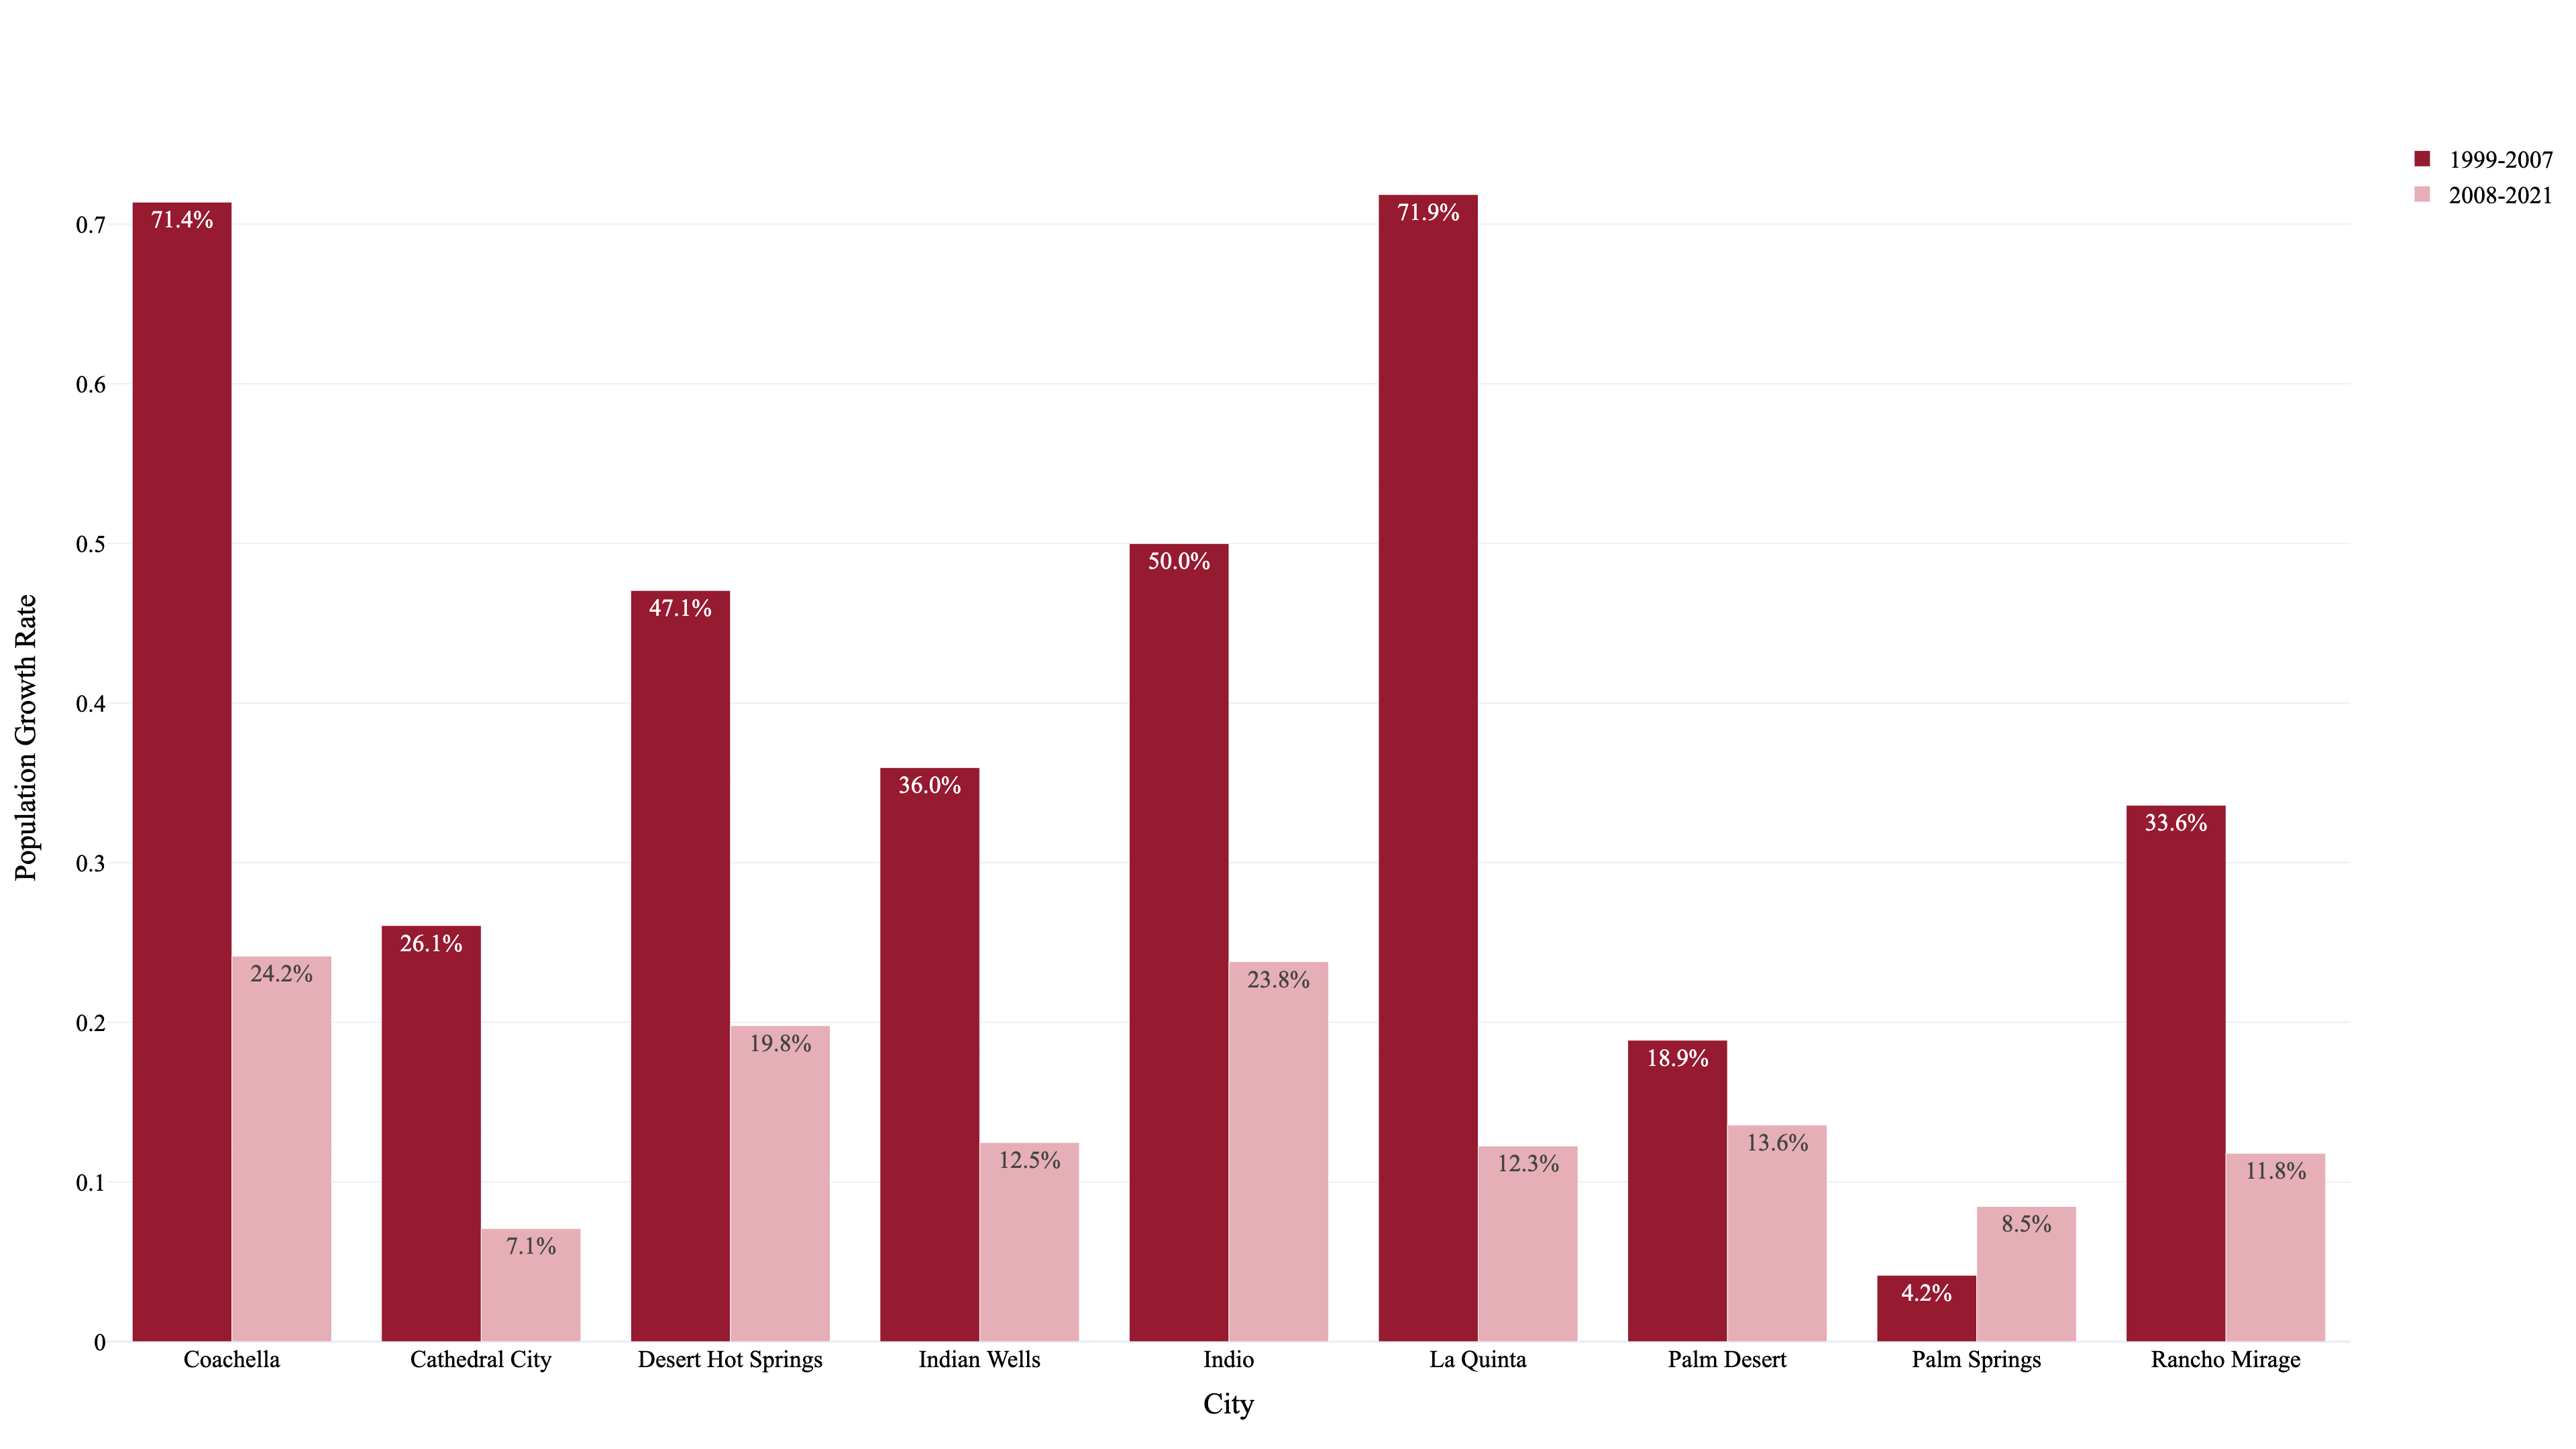 1999-2007
2008-2021
Population Growth Rate
0.7
0.6
0.5
0.4
0.3
0.2
0.1
0
71.4%
24.2%
26.1%
7.1%
47.1%
19.8%
36.0%
12.5%
50.0%
23.8%
71.9%
12.3%
18.9%
13.6%
4.2%
8.5%
33.6%
11.8%
Coachella
Cathedral City
Desert Hot Springs
Indian Wells
Indio
La Quinta
Palm Desert
Palm Springs
Rancho Mirage
City